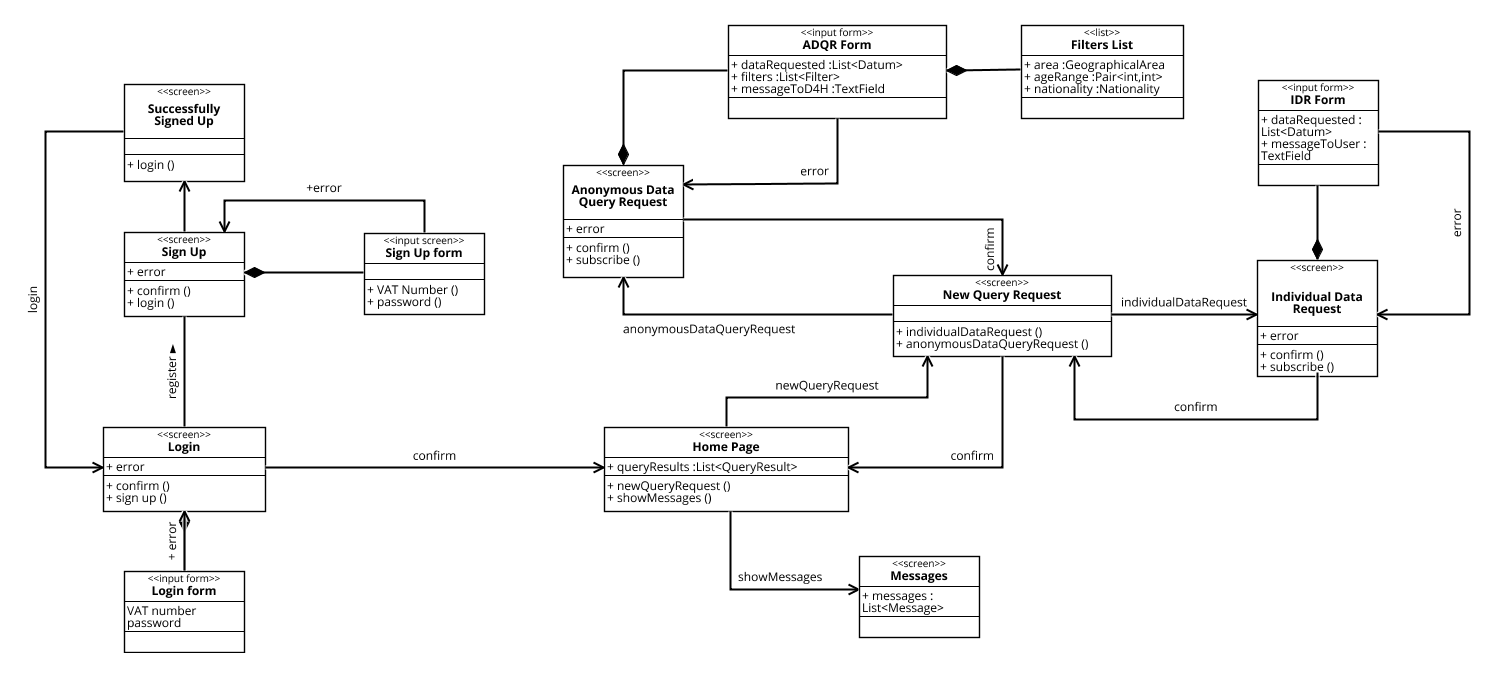 <<input form>>
ADQR Form
+ dataRequested :List<Datum>
+ filters :List<Filter>
+ messageToD4H :TextField
<<list>>
Filters List
+ area :GeographicalArea
+ ageRange :Pair<int,int>
+ nationality :Nationality
<<screen>>
Successfully
Signed Up
+ login ()
<<input form>>
IDR Form
+ dataRequested :
List<Datum>
+ messageToUser :
TextField
error
+error
<<screen>>
Anonymous Data
Query Request
+ error
+ confirm ()
+ subscribe ()
error
confirm
<<screen>>
Sign Up
+ error
+ confirm ()
+ login ()
<<input screen>>
Sign Up form
+ VAT Number ()
+ password ()
login
<<screen>>
New Query Request
+ individualDataRequest ()
+ anonymousDataQueryRequest ()
individualDataRequest
<<screen>>
Individual Data
Request
+ error
+ confirm ()
+ subscribe ()
anonymousDataQueryRequest
register
newQueryRequest
confirm
<<screen>>
Login
+ error
+ confirm ()
+ sign up ()
confirm
<<screen>>
Home Page
+ queryResults :List<QueryResult>
+ newQueryRequest ()
+ showMessages ()
confirm
+ error
<<input form>>
Login form
VAT number
password
showMessages
<<screen>>
Messages
+ messages :
List<Message>